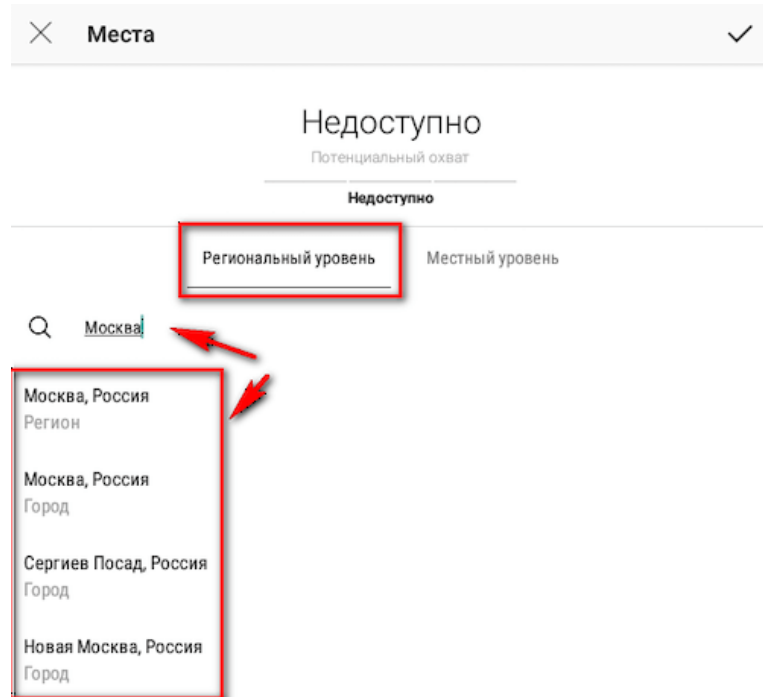 Места
Недоступно
Потенциальный охват
Недоступно
Региональный уровень
Местный уровень
Москва
Москва, Россия
Регион
Москва, Россия
Город
Сергиев Посад, Россия
Город
Новая Москва, Россия
Город